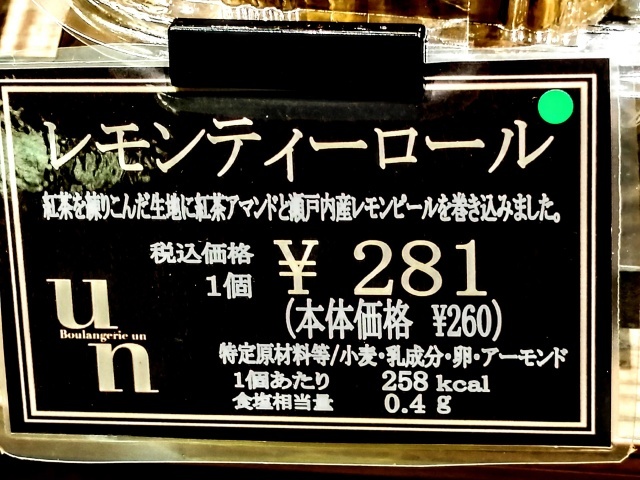 レモンティーロール
紅茶を練りこんだ生地に紅茶アマンドと瀬戸内産レモンピールを巻き込みました。
税込価格
1個
¥ 281
(本体価格 ¥260)
un
Boulangerie un
特定原材料等/小麦・乳成分・卵・アーモンド
1個あたり 258 kcal
食塩相当量 0.4 g